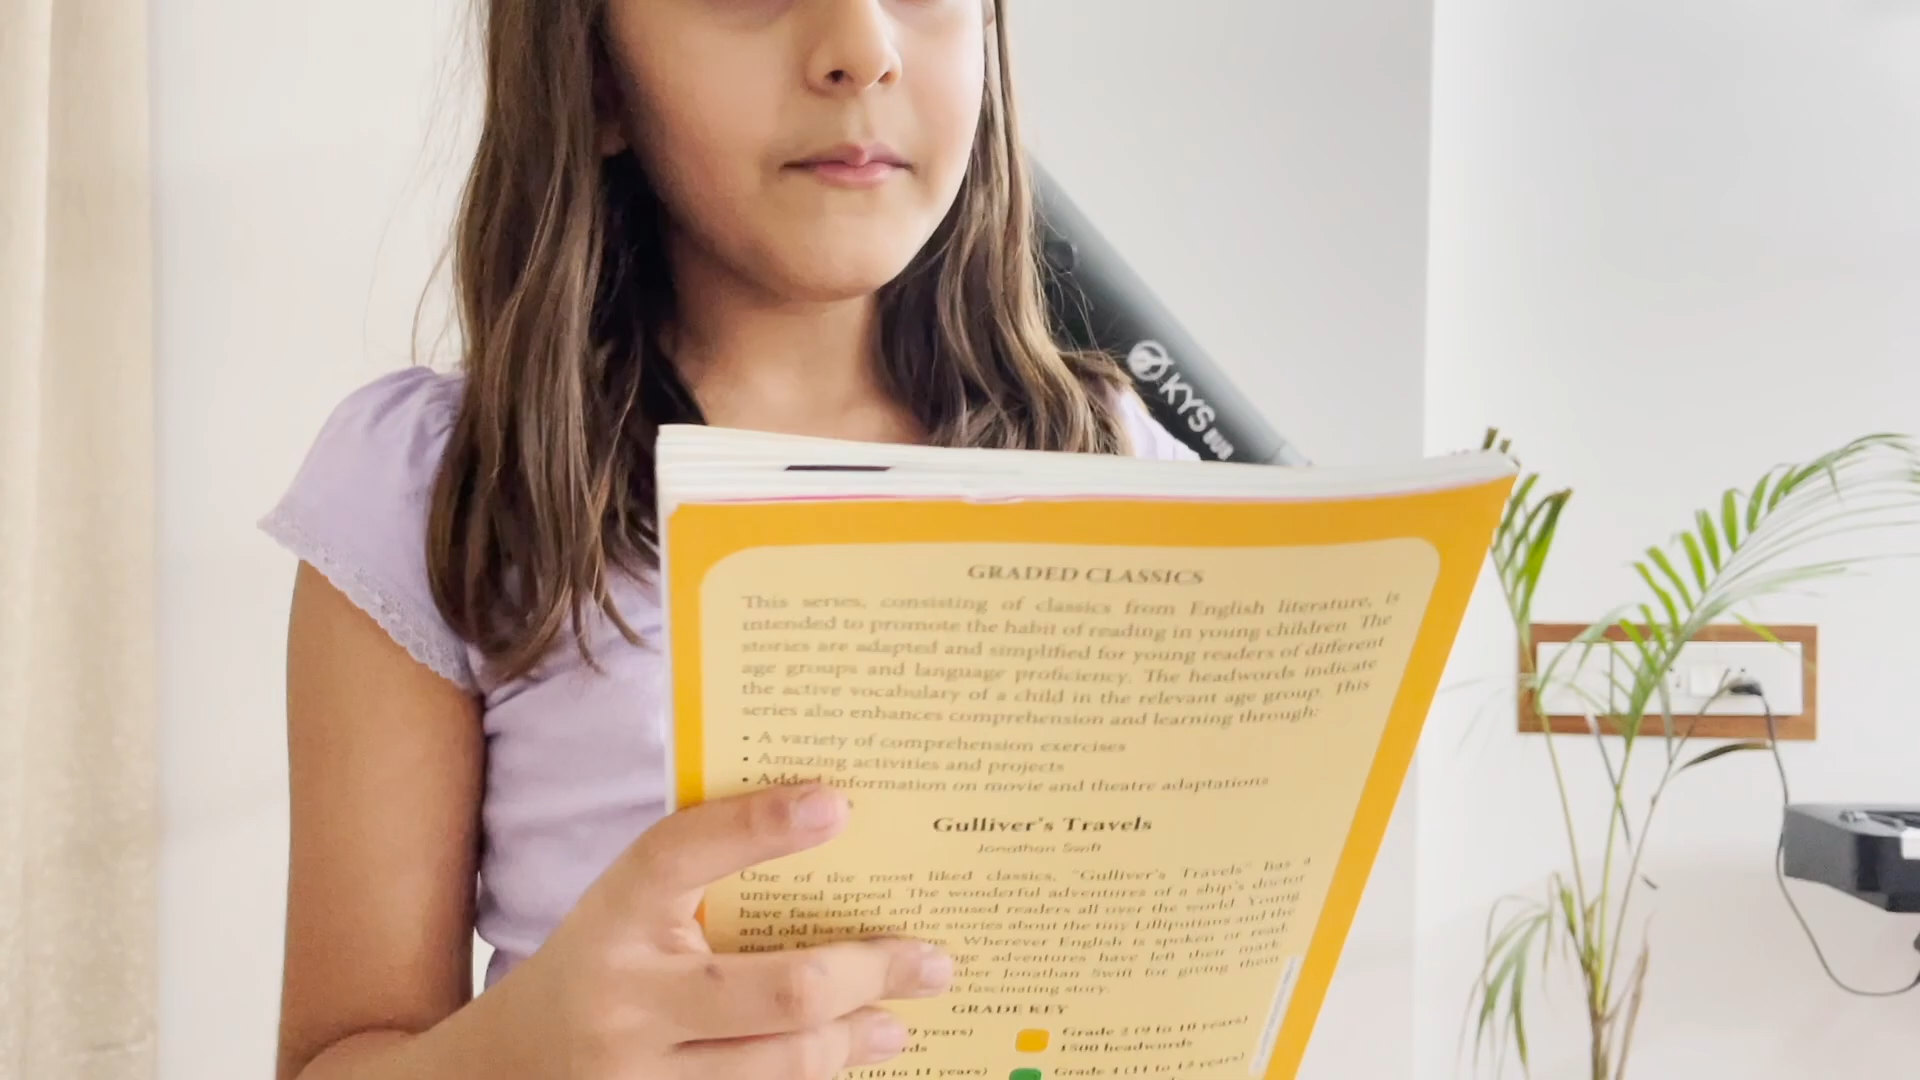 KYS
GRADED CLASSICS
This series, consisting of classics from English literature, is
intended to promote the habit of reading in young children. The
stories are adapted and simplified for young readers of different
age groups and language proficiency. The headwords indicate
the active vocabulary of a child in the relevant age group. This
series also enhances comprehension and learning through:
• A variety of comprehension exercises
• Amazing activities and projects
• Added information on movie and theatre adaptations
Gulliver's Travels
Jonathan Swift
One of the most liked classics, "Gulliver's Travels" has a
universal appeal. The wonderful adventures of a ship's doctor
have fascinated and amused readers all over the world. Young
and old have loved the stories about the tiny Lilliputians and the
giant Wherever English is spoken or read,
adventures have left their mark.
Jonathan Swift for giving them
fascinating story.
GRADE KEY
9 years) Grade 2 (9 to 10 years)
1500 headwords
3 (10 to 11 years) Grade 4 (11 to 12 years)